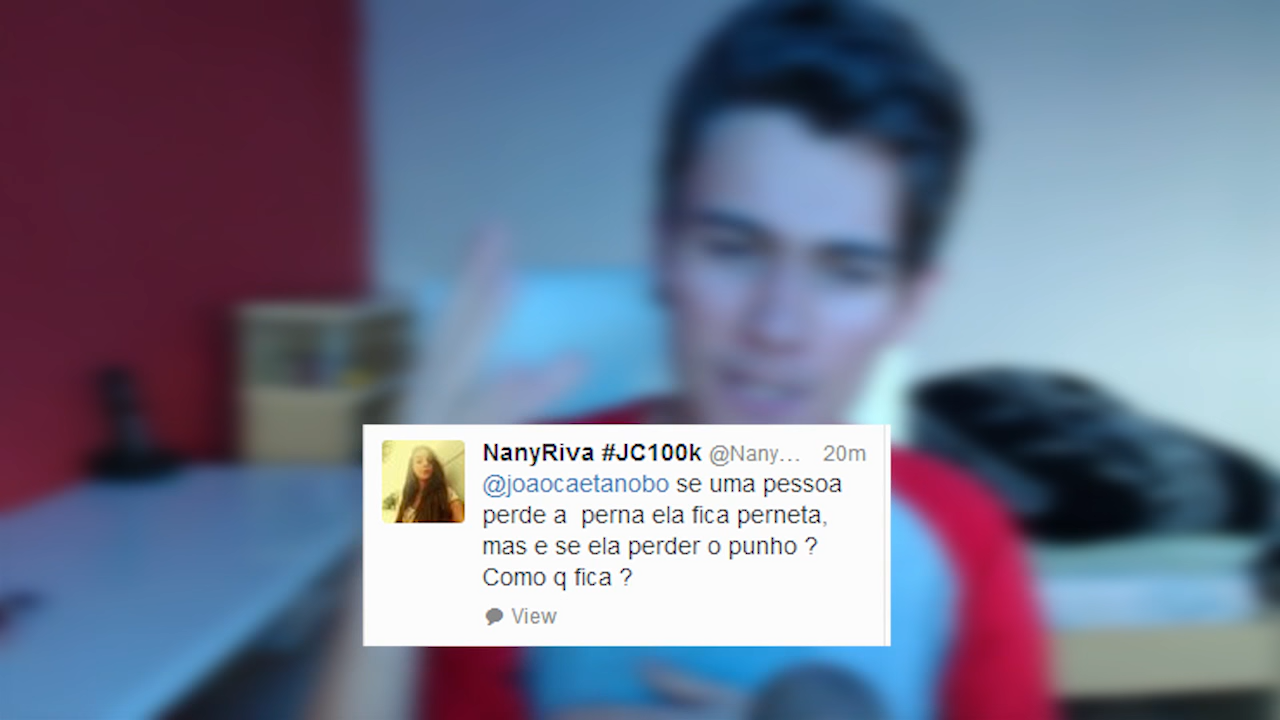 NanyRiva #JC100k @Nany... 20m
@joaocaetanobo se uma pessoa
perde a perna ela fica perneta,
mas e se ela perder o punho ?
Como q fica ?
View